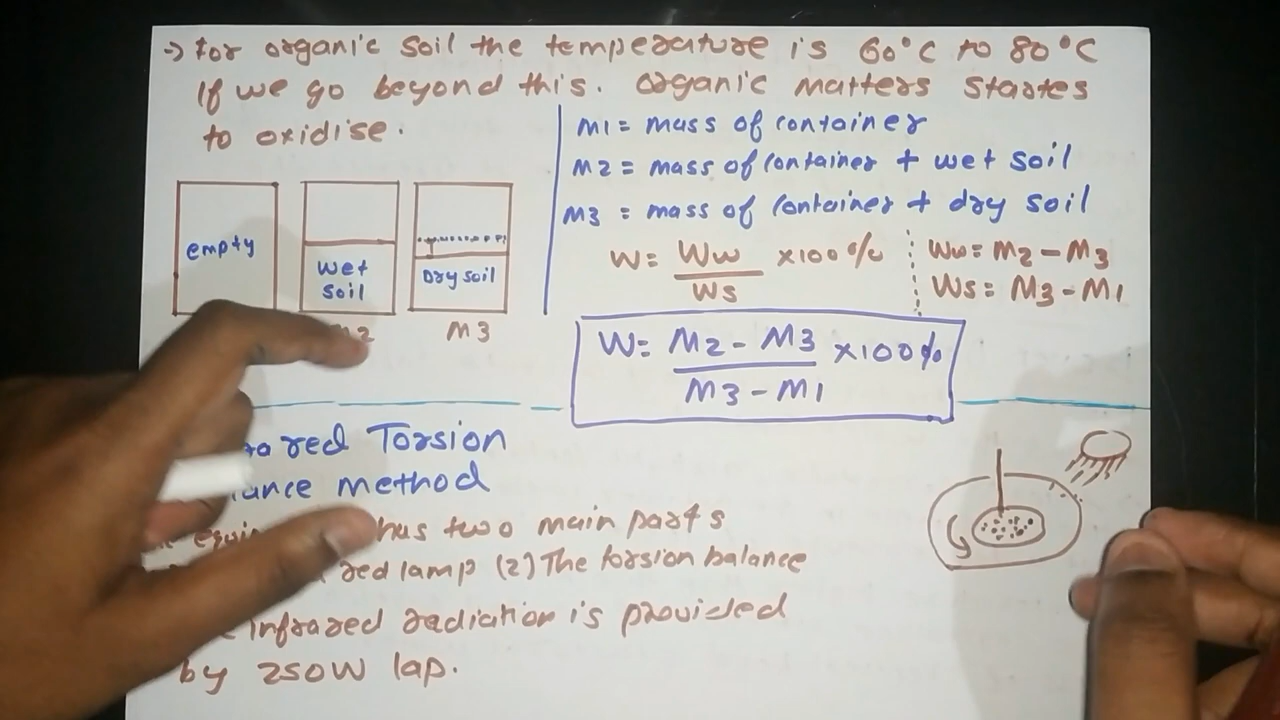 → For organic soil the temperature is 60°C to 80°C
If we go beyond this. organic matters startes
to oxidise.
M1 = mass of container
M2 = mass of container + wet soil
M3 = mass of container + dry soil
empty
wet
soil
Dry soil
M2
M3
W = Ww/Ws ×100%
Ww = M2 - M3
Ws = M3 - M1
W = M2 - M3/M3 - M1 ×100%
red Torsion
method
has two main parts
red lamp (2) The torsion balance
infrared radiation is provided
by 250W lap.